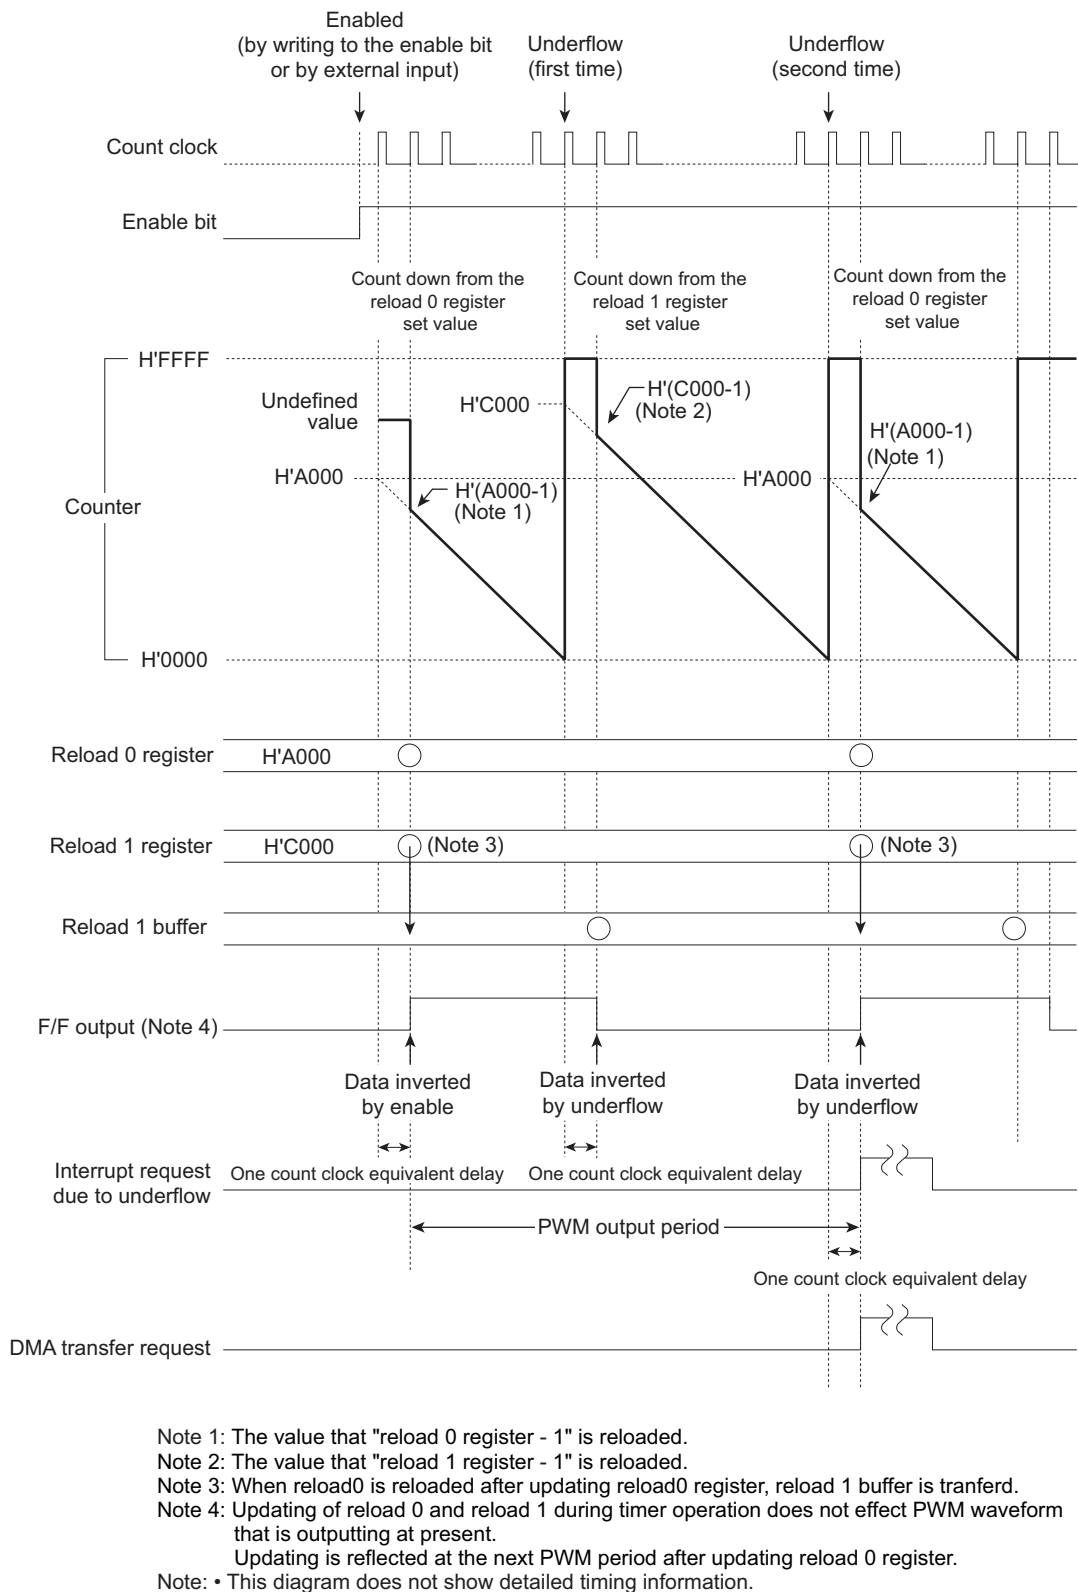 Enabled
(by writing to the enable bit
or by external input)
Underflow
(first time)
Underflow
(second time)
Count clock
Enable bit
Count down from the
reload 0 register
set value
Count down from the
reload 1 register
set value
Count down from the
reload 0 register
set value
H'FFFF
Undefined
value
H'C000
H'(C000-1)
(Note 2)
H'A000
H'(A000-1)
(Note 1)
H'A000
H'(A000-1)
(Note 1)
Counter
H'0000
Reload 0 register
H'A000
Reload 1 register
H'C000
(Note 3)
(Note 3)
Reload 1 buffer
F/F output (Note 4)
Data inverted
by enable
Data inverted
by underflow
Data inverted
by underflow
Interrupt request
due to underflow
One count clock equivalent delay
One count clock equivalent delay
PWM output period
One count clock equivalent delay
DMA transfer request
Note 1: The value that "reload 0 register - 1" is reloaded.
Note 2: The value that "reload 1 register - 1" is reloaded.
Note 3: When reload0 is reloaded after updating reload0 register, reload 1 buffer is tranferd.
Note 4: Updating of reload 0 and reload 1 during timer operation does not effect PWM waveform
that is outputting at present.
Updating is reflected at the next PWM period after updating reload 0 register.
Note: • This diagram does not show detailed timing information.